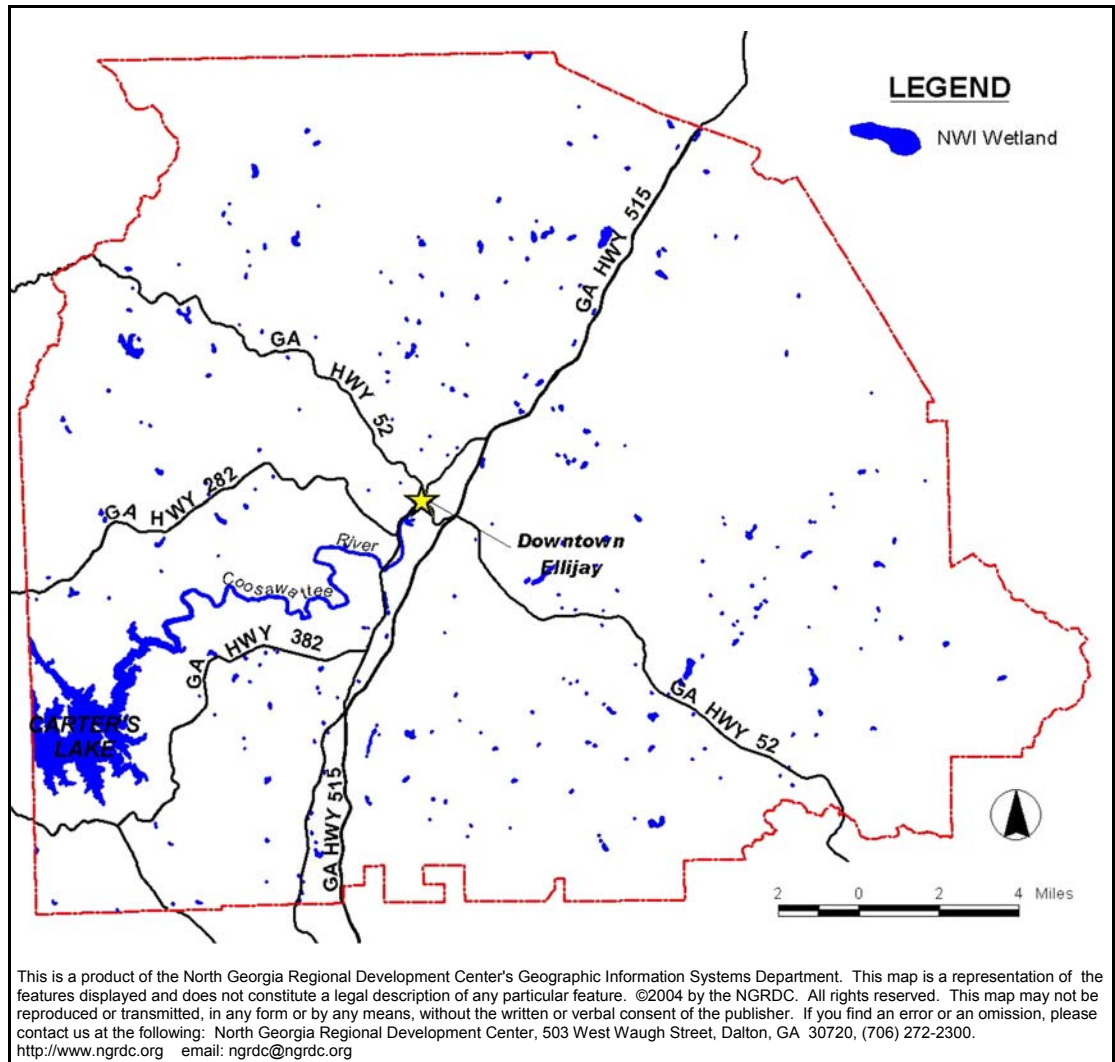 LEGEND
NWI Wetland
GA HWY 515
GA HWY 52
GA HWY 282
Downtown
Ellijay
River
Coosawattee
GA HWY 382
CARTER'S
LAKE
GA HWY 52
GA HWY 515
2 0 2 4 Miles
This is a product of the North Georgia Regional Development Center's Geographic Information Systems Department. This map is a representation of the
features displayed and does not constitute a legal description of any particular feature. ©2004 by the NGRDC. All rights reserved. This map may not be
reproduced or transmitted, in any form or by any means, without the written or verbal consent of the publisher. If you find an error or an omission, please
contact us at the following: North Georgia Regional Development Center, 503 West Waugh Street, Dalton, GA 30720, (706) 272-2300.
http://www.ngrdc.org email: ngrdc@ngrdc.org